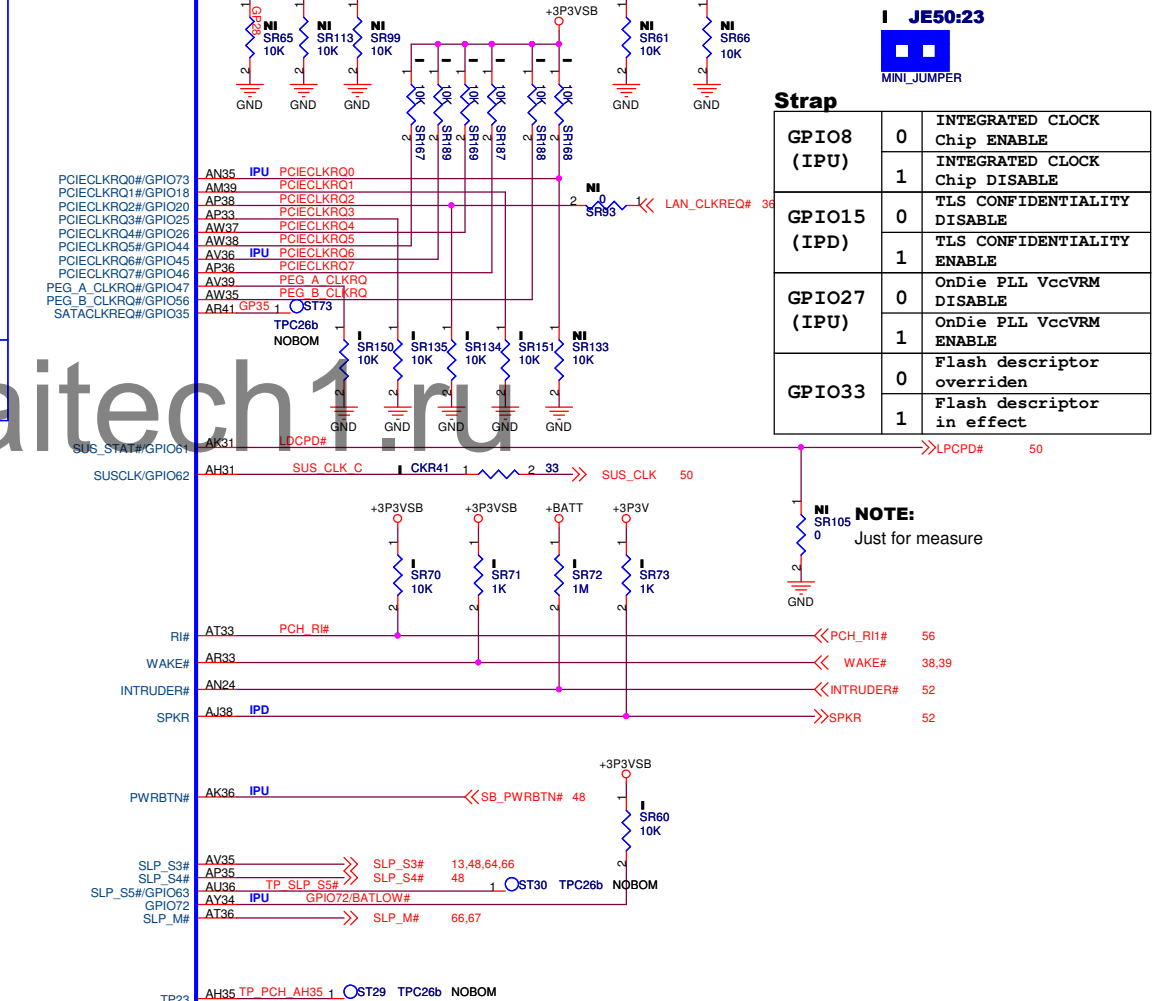 GP28
NI
SR65
10K
NI
SR113
10K
NI
SR99
10K
+3P3VSB
NI
SR61
10K
NI
SR66
10K
I JE50:23
MINI_JUMPER
GND
GND
GND
GND
GND
10K SR167
10K SR189
10K SR169
10K SR187
10K SR188
10K SR168
Strap
GPIO8 (IPU)
0 INTEGRATED CLOCK
Chip ENABLE
1 INTEGRATED CLOCK
Chip DISABLE
GPIO15 (IPD)
0 TLS CONFIDENTIALITY
DISABLE
1 TLS CONFIDENTIALITY
ENABLE
GPIO27 (IPU)
0 OnDie PLL VccVRM
DISABLE
1 OnDie PLL VccVRM
ENABLE
GPIO33
0 Flash descriptor
overriden
1 Flash descriptor
in effect
PCIECLKRQ0#/GPIO73 AN35 IPU PCIECLKRQ0
PCIECLKRQ1#/GPIO18 AM39 PCIECLKRQ1
PCIECLKRQ2#/GPIO20 AP38 PCIECLKRQ2
PCIECLKRQ3#/GPIO25 AP33 PCIECLKRQ3
PCIECLKRQ4#/GPIO26 AW37 PCIECLKRQ4
PCIECLKRQ5#/GPIO44 AW38 PCIECLKRQ5
PCIECLKRQ6#/GPIO45 AV36 IPU PCIECLKRQ6
PCIECLKRQ7#/GPIO46 AP36 PCIECLKRQ7
PEG_A_CLKRQ#/GPIO47 AV39 PEG_A_CLKRQ
PEG_B_CLKRQ#/GPIO56 AW35 PEG_B_CLKRQ
SATACLKREQ#/GPIO35 AR41 GP35 1 ST73
TPC26b
NOBOM
NI
2 0 1 LAN_CLKREQ# 36
SR93
I
SR150
10K
I
SR135
10K
I
SR134
10K
I
SR151
10K
NI
SR133
10K
GND
GND
GND
GND
GND
aitech1.ru
SUS_STAT#/GPIO61 AK31 LDCPD# LPCPD# 50
SUSCLK/GPIO62 AH31 SUS_CLK_C I CKR41 1 2 33 SUS_CLK 50
NI
SR105
0
GND
NOTE:
Just for measure
+3P3VSB
I
SR70
10K
+3P3VSB
I
SR71
1K
+BATT
I
SR72
1M
+3P3V
I
SR73
1K
RI# AT33 PCH_RI# PCH_RI1# 56
WAKE# AR33 WAKE# 38,39
INTRUDER# AN24 INTRUDER# 52
SPKR AJ38 IPD SPKR 52
+3P3VSB
I
SR60
10K
PWRBTN# AK36 IPU SB_PWRBTN# 48
SLP_S3# AV35 SLP_S3# 13,48,64,66
SLP_S4# AP35 SLP_S4# 48
SLP_S5#/GPIO63 AU36 TP_SLP_S5# 1 ST30 TPC26b NOBOM
GPIO72 AY34 IPU GPIO72/BATLOW#
SLP_M# AT36 SLP_M# 66,67
TP23 AH35 TP_PCH_AH35 1 ST29 TPC26b NOBOM